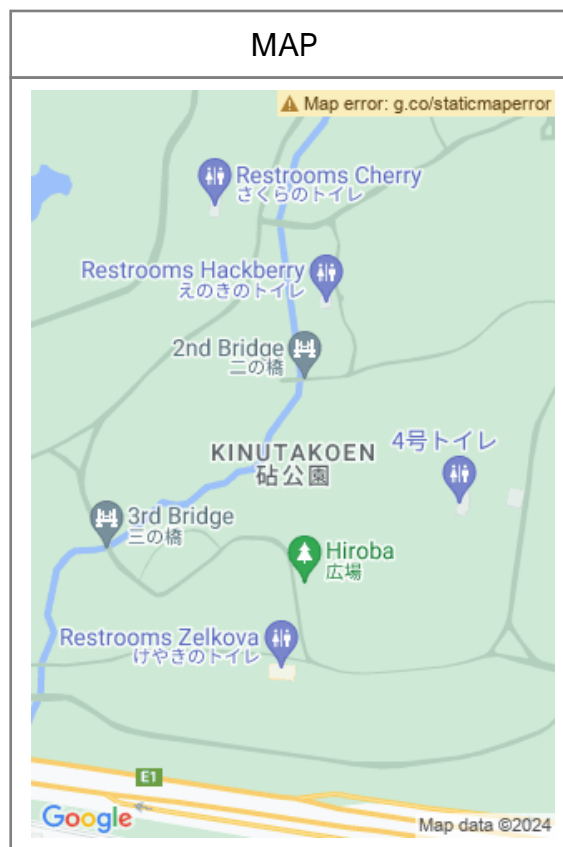 MAP
Map error: g.co/staticmaperror
Restrooms Cherry
さくらのトイレ
Restrooms Hackberry
えのきのトイレ
2nd Bridge
二の橋
KINUTAKOEN
砧公園
4号トイレ
3rd Bridge
三の橋
Hiroba
広場
Restrooms Zelkova
けやきのトイレ
E1
Google
Map data ©2024